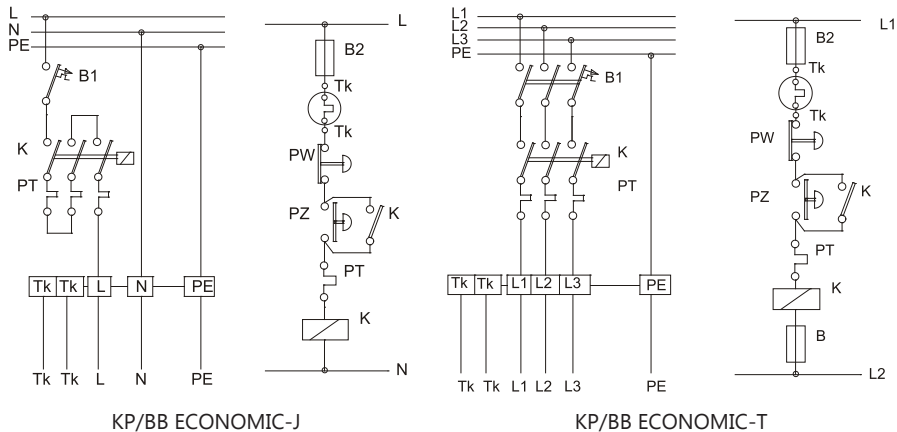 L
N
PE
B1
K
PT
Tk Tk L N PE
Tk Tk L N PE
L
B2
Tk
Tk
PW
PZ K
PT
K
N
KP/BB ECONOMIC-J
L1
L2
L3
PE
B1
K
PT
Tk Tk L1 L2 L3 PE
Tk Tk L1 L2 L3 PE
L1
B2
Tk
Tk
PW
PZ K
PT
K
B
L2
KP/BB ECONOMIC-T